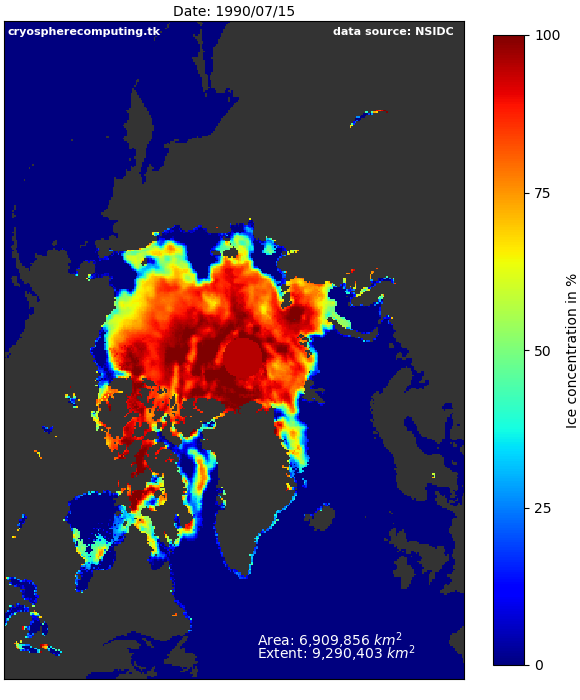 Date: 1990/07/15
cryospherecomputing.tk
data source: NSIDC
100
75
50
25
0
Ice concentration in %
Area: 6,909,856 km²
Extent: 9,290,403 km²